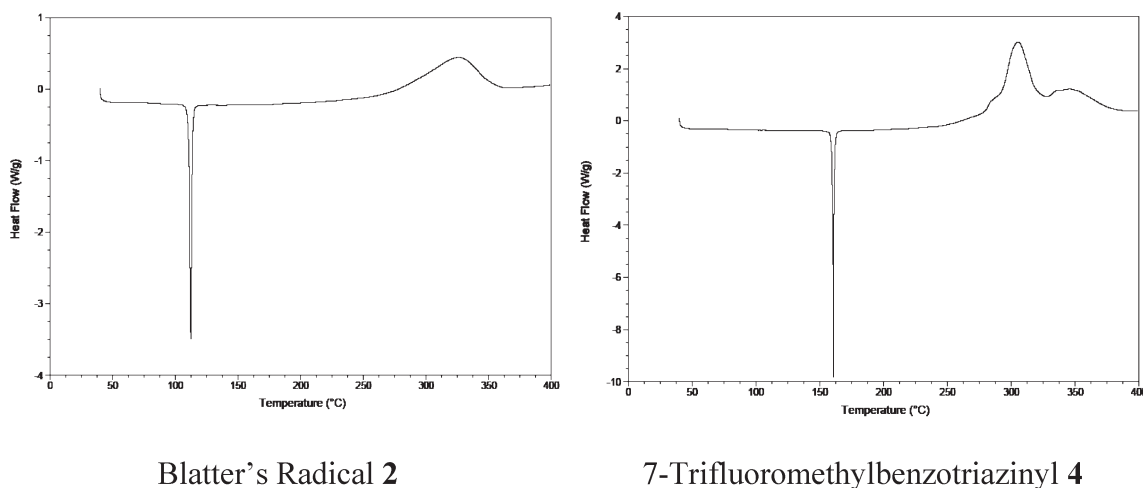 1
0
-1
-2
-3
-4
Heat Flow (W/g)
0 50 100 150 200 250 300 350 400
Temperature (°C)
4
2
0
-2
-4
-6
-8
-10
Heat Flow (W/g)
0 50 100 150 200 250 300 350 400
Temperature (°C)
Blatter's Radical 2
7-Trifluoromethylbenzotriazinyl 4